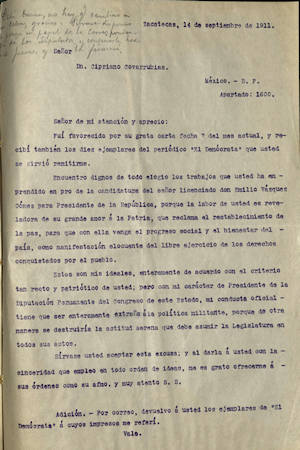 Zacatecas, 14 de septiembre de 1911.
Señor
Dn. Cipriano Covarrubias.
México. - D. F.
Apartado: 1600.
Señor de mi atención y aprecio:
Fuí favorecido por su grata carta fecha 7 del mes actual, y re-
cibí también los diez ejemplares del periódico "El Demócrata" que usted
se sirvió remitirme.
Encuentro dignos de todo elogio los trabajos que usted ha em-
prendido en pro de la candidatura del señor licenciado don Emilio Vásquez
Gómez para Presidente de la República, porque la labor de usted es reve-
ladora de su grande amor á la Patria, que reclama el restablecimiento de
la paz, para que con ella venga el progreso social y el bienestar del
país, como manifestación elocuente del libre ejercicio de los derechos
conquistados por el pueblo.
Estos son mis ideales, enteramente de acuerdo con el criterio
tan recto y patriótico de usted; pero con mi carácter de Presidente de la
Diputación Permanente del Congreso de este Estado, mi conducta oficial
tiene que ser enteramente extraña á la política militante, porque de otra
manera se destruiría la actitud serena que debe asumir la Legislatura en
todos sus actos.
Sírvase usted aceptar esta excusa; y al darla á usted con la
sinceridad que empleo en todo orden de ideas, me es grato ofrecerme á
sus órdenes como su afmo. y muy atento S. S.
Adición. - Por correo, devuelvo á usted los ejemplares de "El
Demócrata" á cuyos impresos me referí.
Vale.